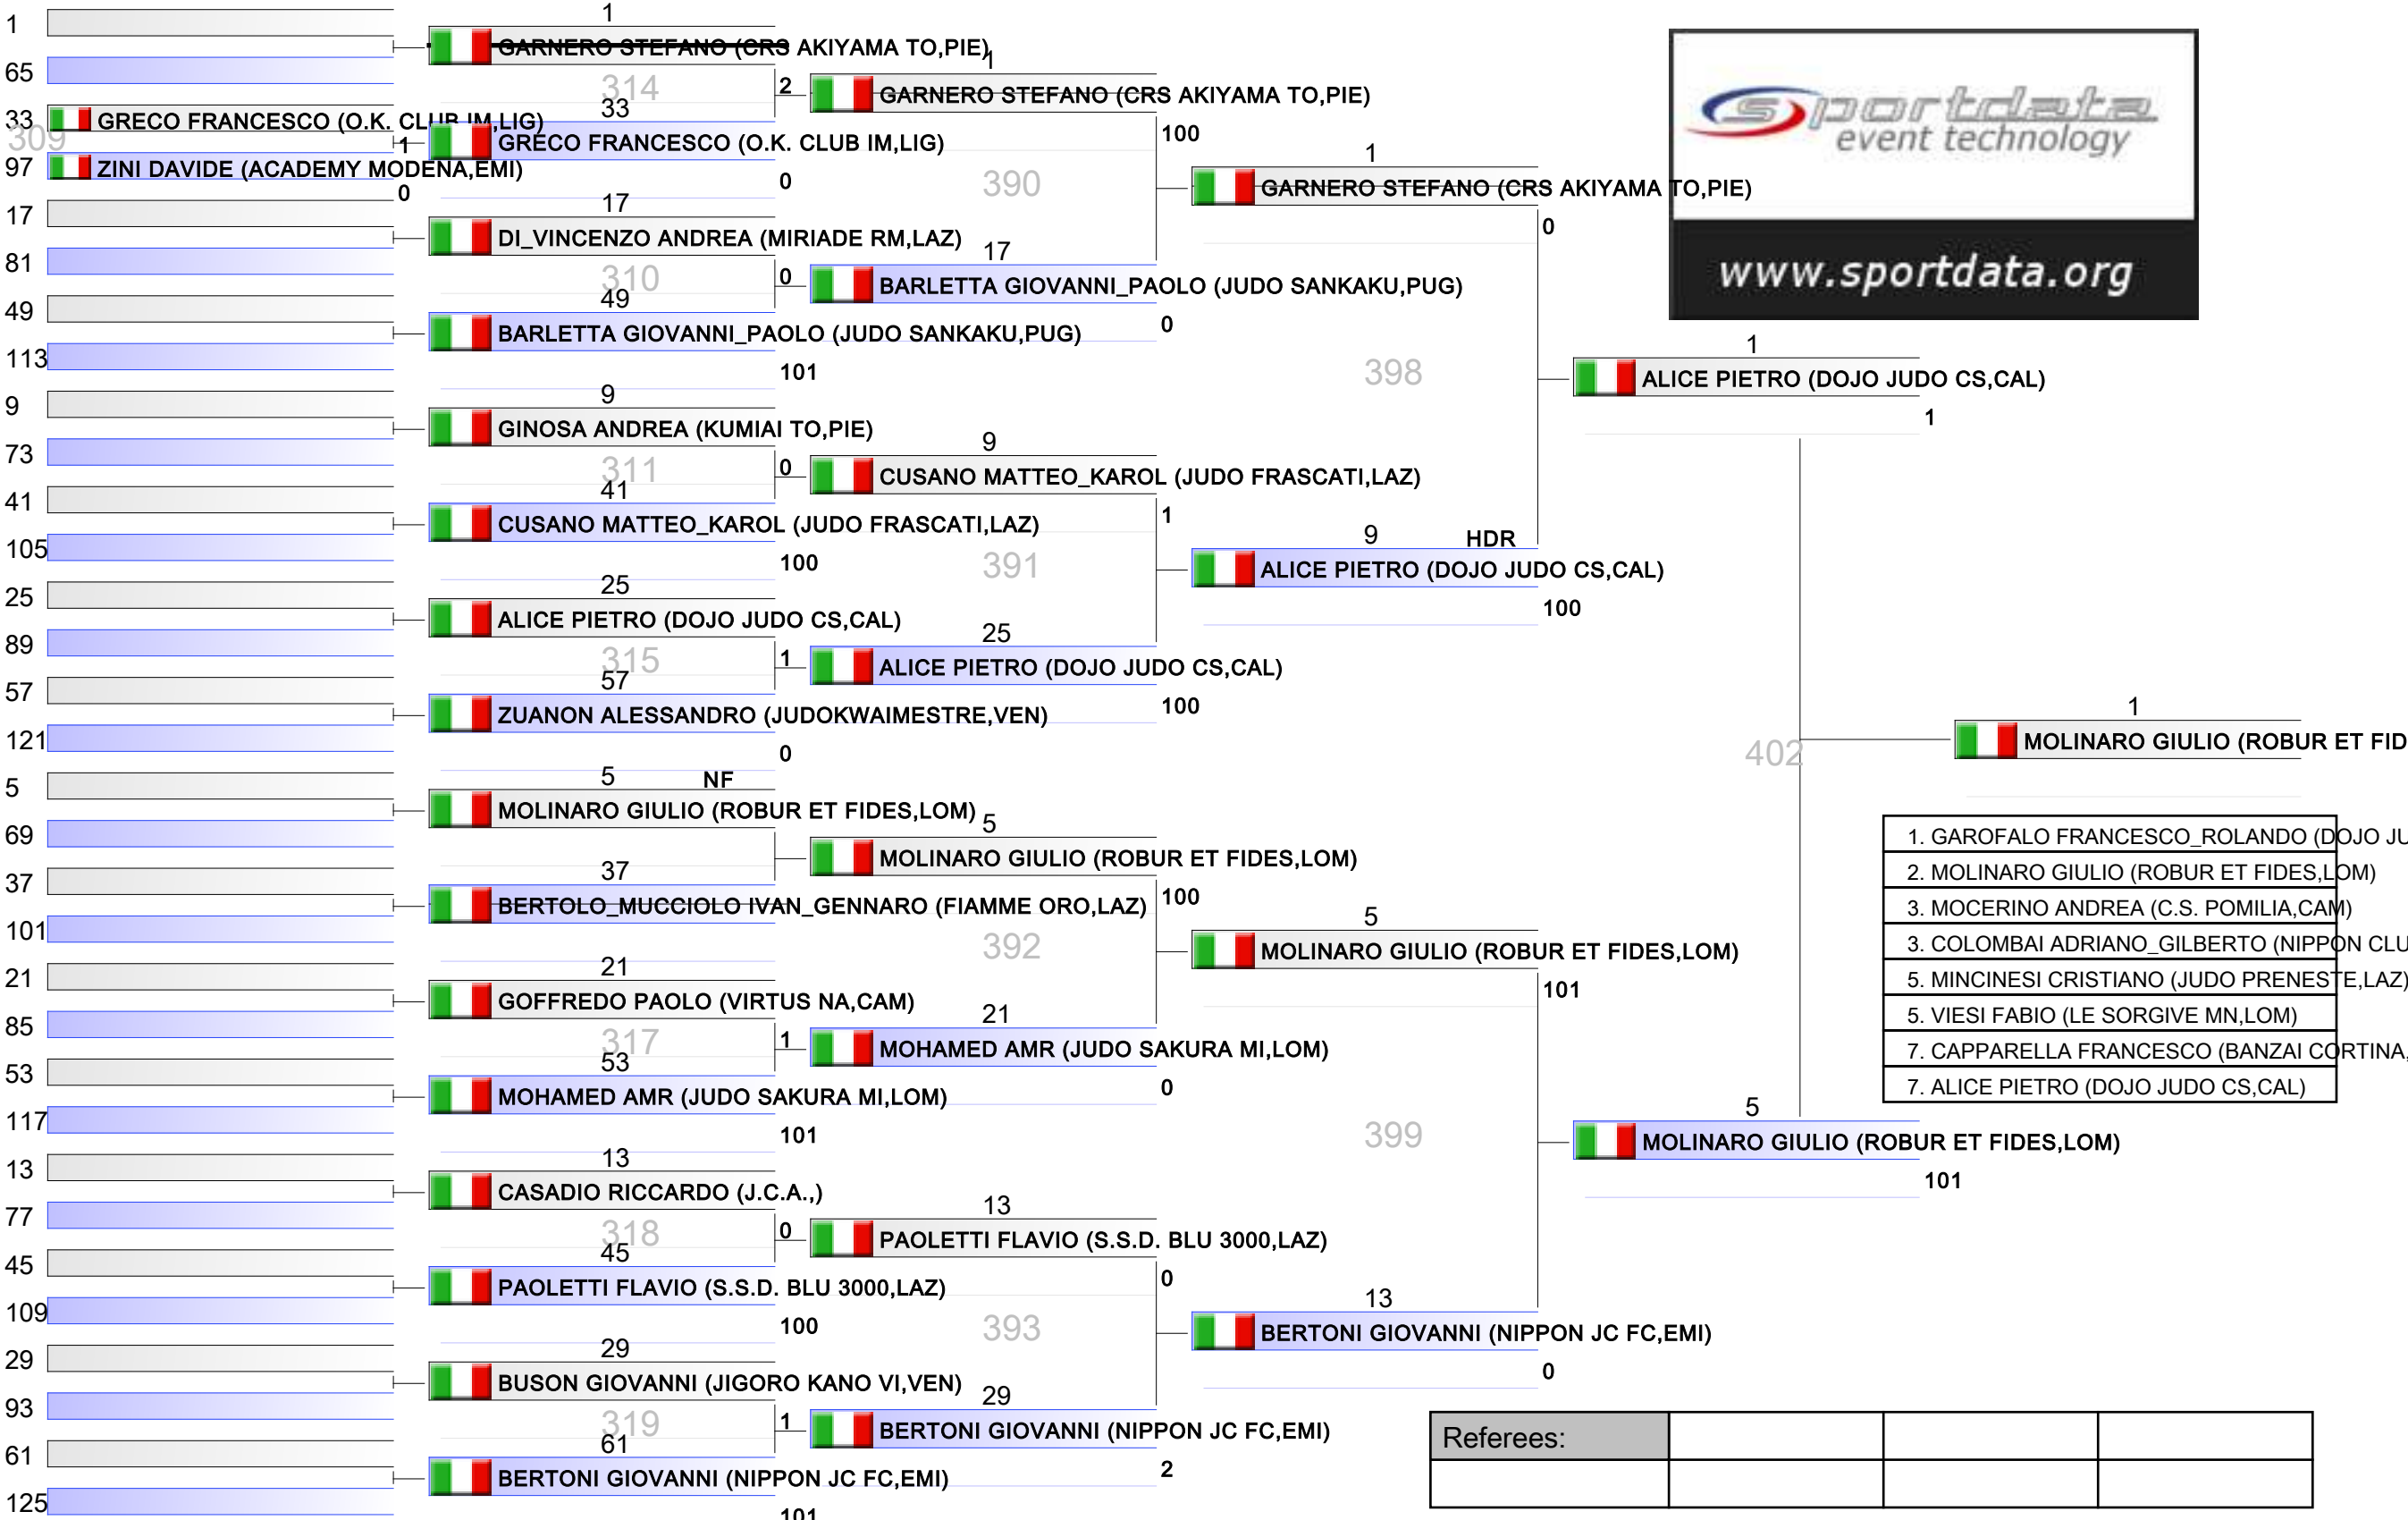 1
65
33 GRECO FRANCESCO (O.K. CLUB IM,LIG)
309
1
97 ZINI DAVIDE (ACADEMY MODENA,EMI)
0
17
81
49
113
9
73
41
105
25
89
57
121
5
69
37
101
21
85
53
117
13
77
45
109
29
93
61
125
1
GARNERO STEFANO (CRS AKIYAMA TO,PIE)
314
2
33
GRECO FRANCESCO (O.K. CLUB IM,LIG)
0
17
DI_VINCENZO ANDREA (MIRIADE RM,LAZ)
310
0
49
BARLETTA GIOVANNI_PAOLO (JUDO SANKAKU,PUG)
101
9
GINOSA ANDREA (KUMIAI TO,PIE)
311
0
41
CUSANO MATTEO_KAROL (JUDO FRASCATI,LAZ)
100
25
ALICE PIETRO (DOJO JUDO CS,CAL)
315
1
57
ZUANON ALESSANDRO (JUDOKWAIMESTRE,VEN)
0
5 NF
MOLINARO GIULIO (ROBUR ET FIDES,LOM)
37
BERTOLO_MUCCIOLO IVAN_GENNARO (FIAMME ORO,LAZ)
21
GOFFREDO PAOLO (VIRTUS NA,CAM)
317
1
53
MOHAMED AMR (JUDO SAKURA MI,LOM)
101
13
CASADIO RICCARDO (J.C.A.,)
318
0
45
PAOLETTI FLAVIO (S.S.D. BLU 3000,LAZ)
100
29
BUSON GIOVANNI (JIGORO KANO VI,VEN)
319
1
61
BERTONI GIOVANNI (NIPPON JC FC,EMI)
101
1
GARNERO STEFANO (CRS AKIYAMA TO,PIE)
100
390
17
BARLETTA GIOVANNI_PAOLO (JUDO SANKAKU,PUG)
0
9
CUSANO MATTEO_KAROL (JUDO FRASCATI,LAZ)
1
391
25
ALICE PIETRO (DOJO JUDO CS,CAL)
100
5
MOLINARO GIULIO (ROBUR ET FIDES,LOM)
100
392
21
MOHAMED AMR (JUDO SAKURA MI,LOM)
0
13
PAOLETTI FLAVIO (S.S.D. BLU 3000,LAZ)
0
393
29
BERTONI GIOVANNI (NIPPON JC FC,EMI)
2
1
GARNERO STEFANO (CRS AKIYAMA TO,PIE)
0
398
9 HDR
ALICE PIETRO (DOJO JUDO CS,CAL)
100
5
MOLINARO GIULIO (ROBUR ET FIDES,LOM)
101
399
13
BERTONI GIOVANNI (NIPPON JC FC,EMI)
0
sportdata
event technology
www.sportdata.org
1
ALICE PIETRO (DOJO JUDO CS,CAL)
1
402
5
MOLINARO GIULIO (ROBUR ET FIDES,LOM)
101
1
MOLINARO GIULIO (ROBUR ET FID
1. GAROFALO FRANCESCO_ROLANDO (DOJO JU
2. MOLINARO GIULIO (ROBUR ET FIDES,LOM)
3. MOCERINO ANDREA (C.S. POMILIA,CAM)
3. COLOMBAI ADRIANO_GILBERTO (NIPPON CLU
5. MINCINESI CRISTIANO (JUDO PRENESTE,LAZ)
5. VIESI FABIO (LE SORGIVE MN,LOM)
7. CAPPARELLA FRANCESCO (BANZAI CORTINA,
7. ALICE PIETRO (DOJO JUDO CS,CAL)
Referees: